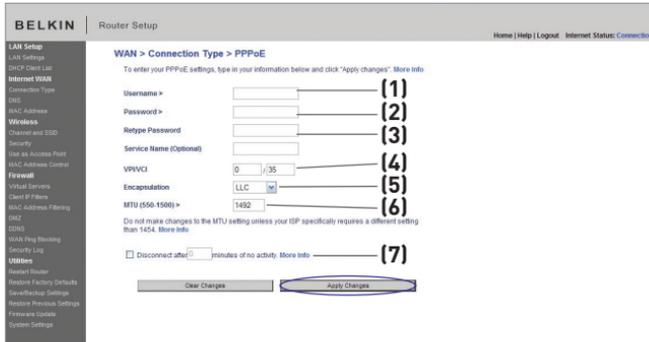 BELKIN
Router Setup
Home | Help | Logout Internet Status: Connectio
LAN Setup
LAN Settings
DHCP Client List
Internet WAN
Connection Type
DNS
MAC Address
Wireless
Channel and SSID
Security
Use as Access Point
MAC Address Control
Firewall
Virtual Servers
Client IP Filters
MAC Address Filtering
DMZ
DDNS
WAN Ping Blocking
Security Log
Utilities
Restart Router
Restore Factory Defaults
Save/Backup Settings
Restore Previous Settings
Firmware Update
System Settings
WAN > Connection Type > PPPoE
To enter your PPPoE settings, type in your information below and click "Apply changes". More Info
Username > (1)
Password > (2)
Retype Password (3)
Service Name (Optional)
VPI/VCI 0 / 35 (4)
Encapsulation LLC (5)
MTU (550-1500) > 1492 (6)
Do not make changes to the MTU setting unless your ISP specifically requires a different setting
than 1454. More Info
Disconnect after 0 minutes of no activity. More Info (7)
Clear Changes Apply Changes